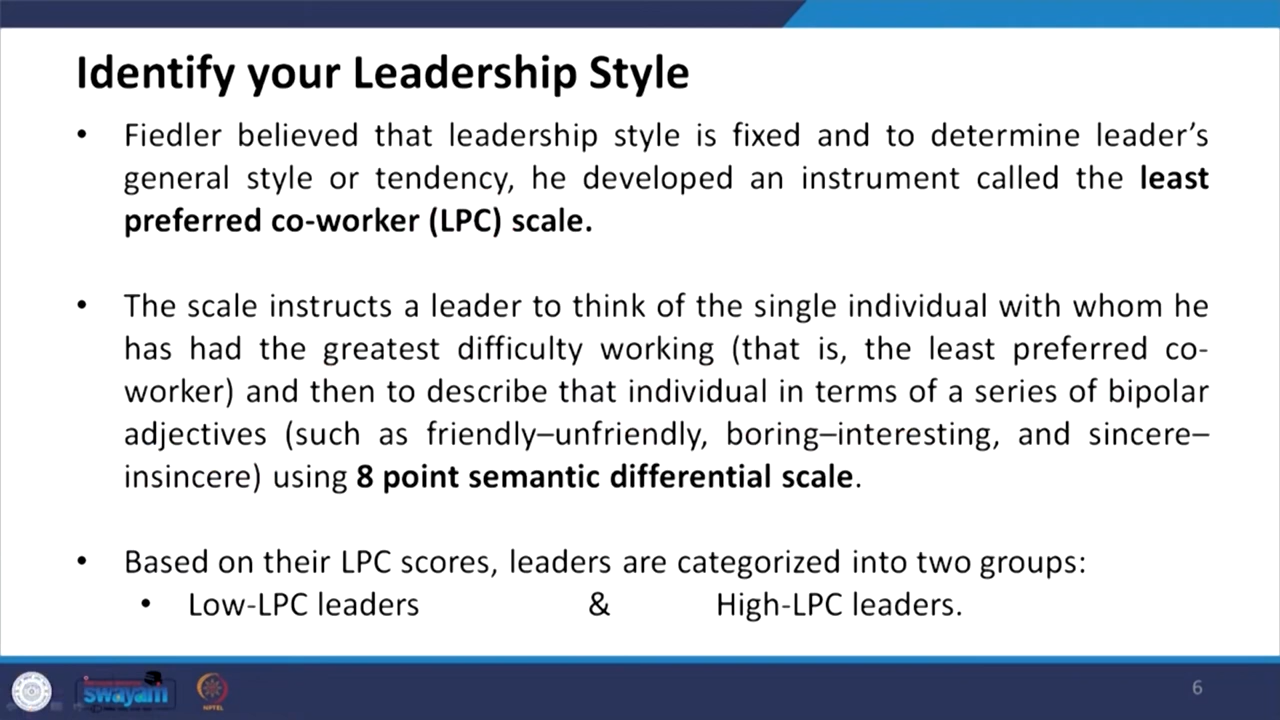 Identify your Leadership Style
• Fiedler believed that leadership style is fixed and to determine leader’s
general style or tendency, he developed an instrument called the least
preferred co-worker (LPC) scale.
• The scale instructs a leader to think of the single individual with whom he
has had the greatest difficulty working (that is, the least preferred co-
worker) and then to describe that individual in terms of a series of bipolar
adjectives (such as friendly–unfriendly, boring–interesting, and sincere–
insincere) using 8 point semantic differential scale.
• Based on their LPC scores, leaders are categorized into two groups:
• Low-LPC leaders & High-LPC leaders.
swayam
NPTEL
6